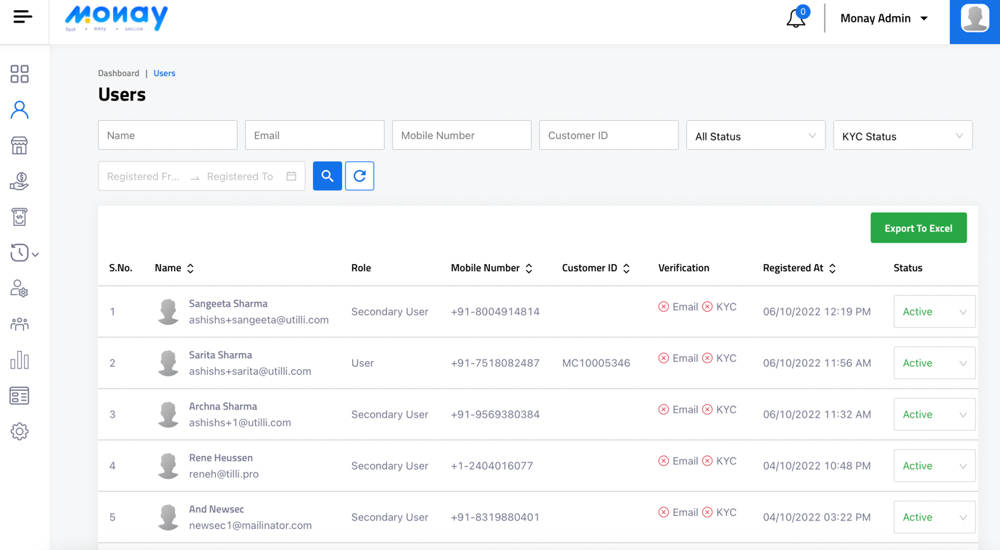 Monay
fast • easy • secure
0
Monay Admin
Dashboard | Users
Users
Name
Email
Mobile Number
Customer ID
All Status
KYC Status
Registered Fr... → Registered To
Export To Excel
S.No. Name Role Mobile Number Customer ID Verification Registered At Status
1 Sangeeta Sharma
ashishs+sangeeta@utilli.com Secondary User +91-8004914814 Email KYC 06/10/2022 12:19 PM Active
2 Sarita Sharma
ashishs+sarita@utilli.com User +91-7518082487 MC10005346 Email KYC 06/10/2022 11:56 AM Active
3 Archna Sharma
ashishs+1@utilli.com Secondary User +91-9569380384 Email KYC 06/10/2022 11:32 AM Active
4 Rene Heussen
reneh@tilli.pro Secondary User +1-2404016077 Email KYC 04/10/2022 10:48 PM Active
5 And Newsec
newsec1@mailinator.com Secondary User +91-8319880401 Email KYC 04/10/2022 03:22 PM Active